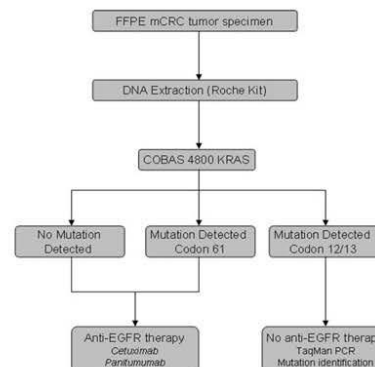 FFPE mCRC tumor specimen
DNA Extraction (Roche Kit)
COBAS 4800 KRAS
No Mutation
Detected
Mutation Detected
Codon 61
Mutation Detected
Codon 12/13
Anti-EGFR therapy
Cetuximab
Panitumumab
No anti-EGFR therapy
TaqMan PCR
Mutation identification